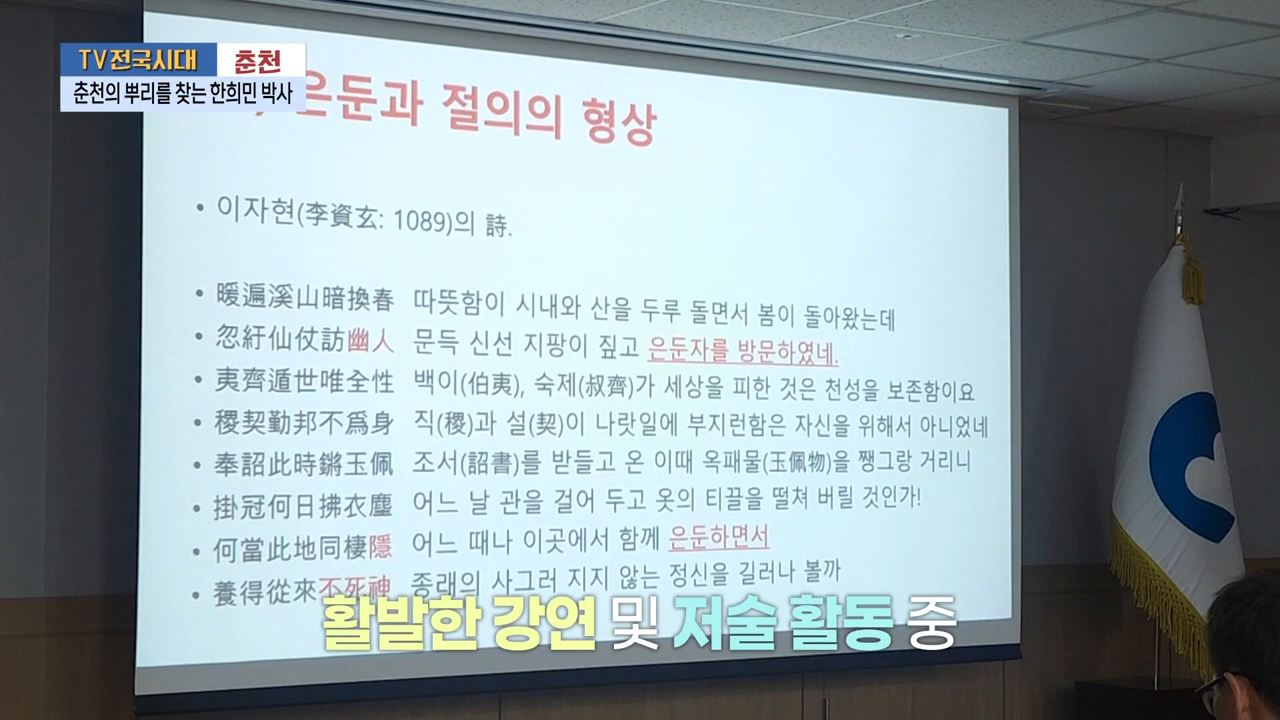 TV전국시대 춘천
춘천의 뿌리를 찾는 한희민 박사
은둔과 절의의 형상
• 이자현(李資玄: 1089)의 詩.
• 暖遍溪山暗換春 따뜻함이 시내와 산을 두루 돌면서 봄이 돌아왔는데
• 忽紆仙仗訪幽人 문득 신선 지팡이 짚고 은둔자를 방문하였네.
• 夷齊遁世唯全性 백이(伯夷), 숙제(叔齊)가 세상을 피한 것은 천성을 보존함이요
• 稷契勤邦不爲身 직(稷)과 설(契)이 나랏일에 부지런함은 자신을 위해서 아니었네
• 奉詔此時鏘玉佩 조서(詔書)를 받들고 온 이때 옥패물(玉佩物)을 쨍그랑 거리니
• 掛冠何日拂衣塵 어느 날 관을 걸어 두고 옷의 티끌을 떨쳐 버릴 것인가!
• 何當此地同棲隱 어느 때나 이곳에서 함께 은둔하면서
• 養得從來不死神 종래의 사그러 지지 않는 정신을 길러나 볼까
활발한 강연 및 저술 활동 중